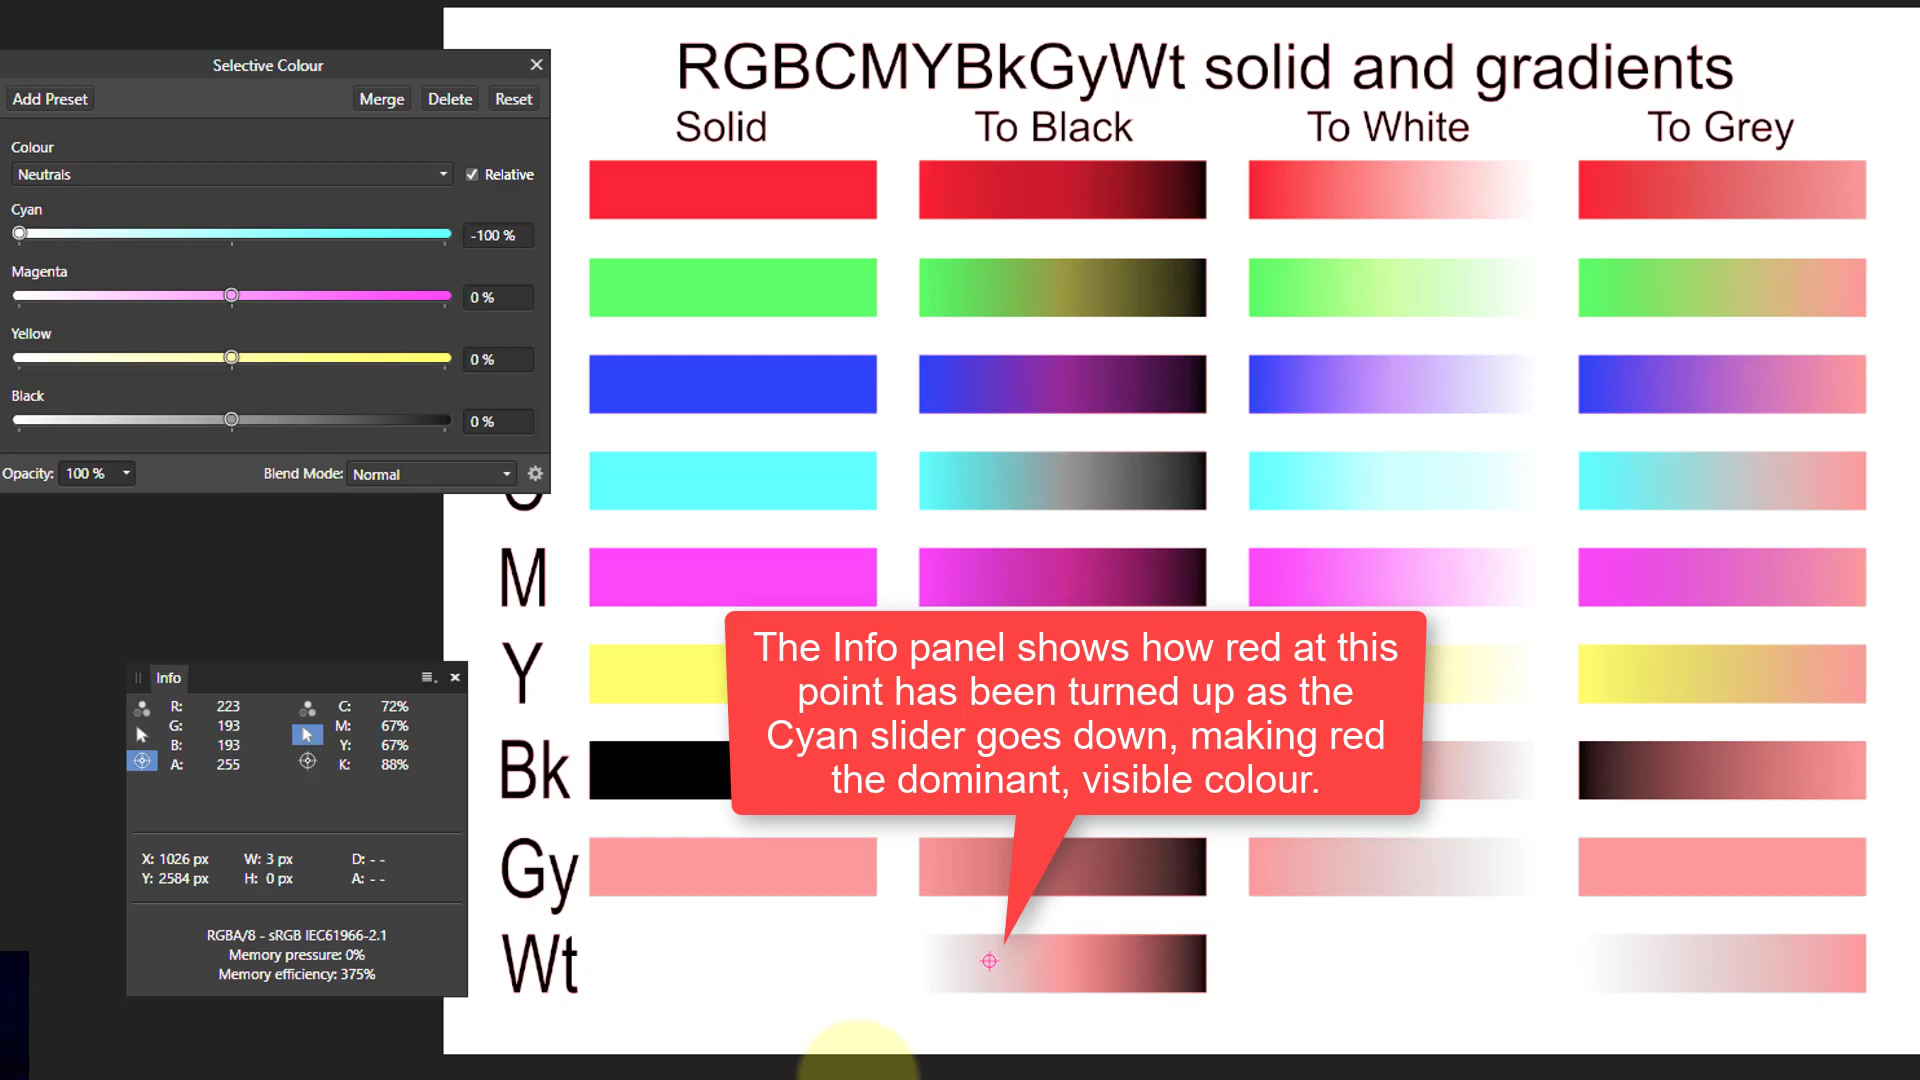 RGBCMYBkGyWt solid and gradients
Solid To Black To White To Grey
Selective Colour
Add Preset Merge Delete Reset
Colour
Neutrals Relative
Cyan
-100 %
Magenta
0 %
Yellow
0 %
Black
0 %
Opacity: 100 % Blend Mode: Normal
M
Y
Bk
Gy
Wt
The Info panel shows how red at this
point has been turned up as the
Cyan slider goes down, making red
the dominant, visible colour.
Info
R: 223 C: 72%
G: 193 M: 67%
B: 193 Y: 67%
A: 255 K: 88%
X: 1026 px W: 3 px D: - -
Y: 2584 px H: 0 px A: - -
RGBA/8 - sRGB IEC61966-2.1
Memory pressure: 0%
Memory efficiency: 375%